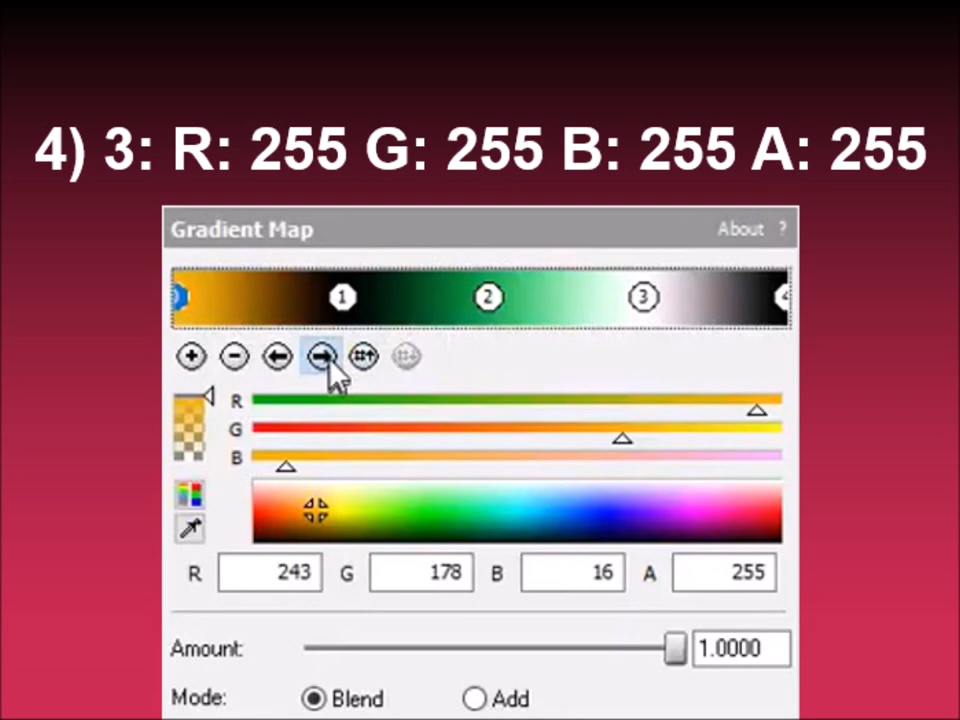 4) 3: R: 255 G: 255 B: 255 A: 255
Gradient Map About ?
1 2 3 4
R
G
B
R 243 G 178 B 16 A 255
Amount: 1.0000
Mode: Blend Add